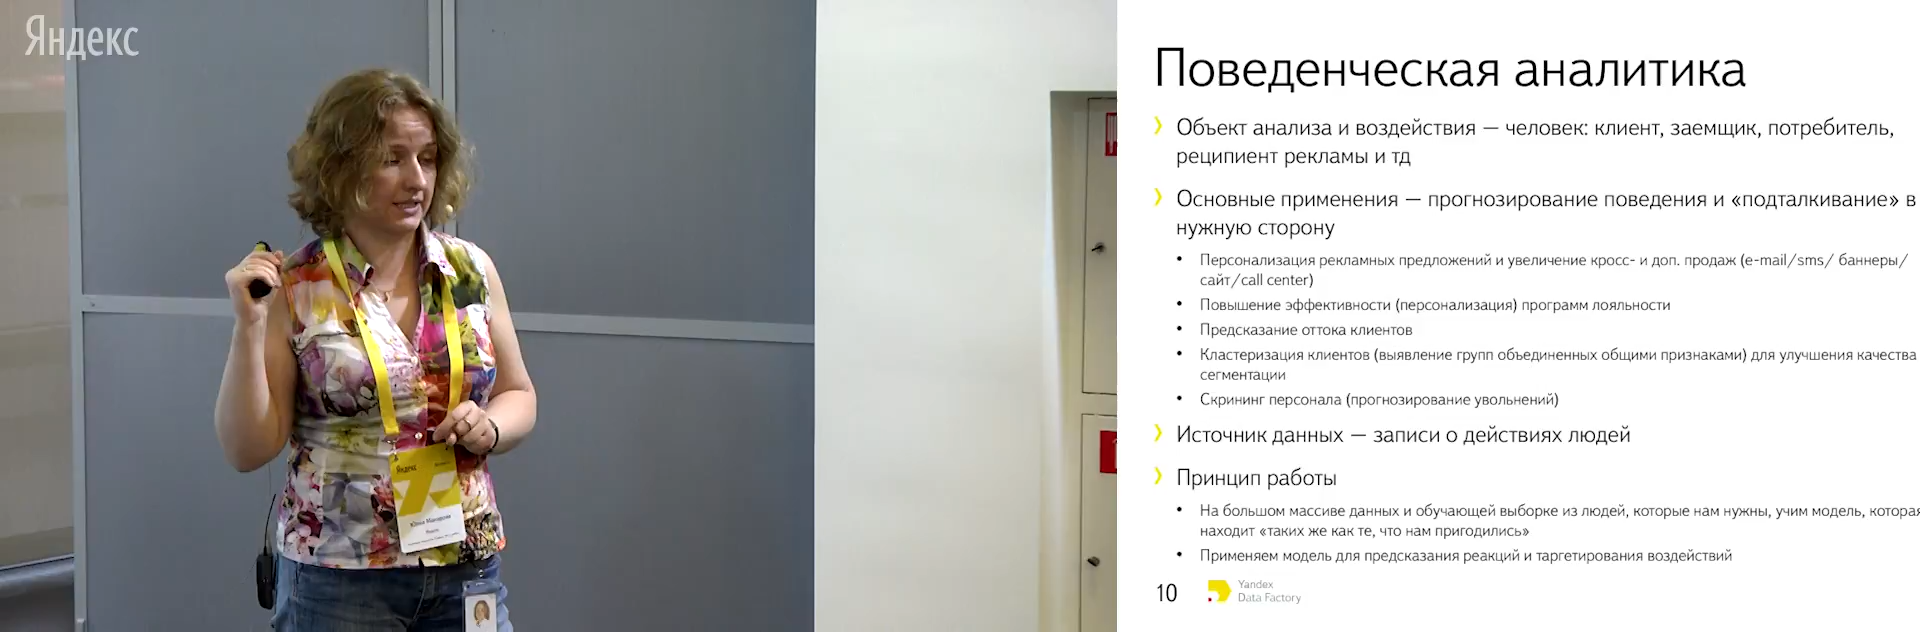 Яндекс
Яндекс
Поведенческая аналитика
Объект анализа и воздействия — человек: клиент, заемщик, потребитель,
реципиент рекламы и тд
Основные применения — прогнозирование поведения и «подталкивание» в
нужную сторону
Персонализация рекламных предложений и увеличение кросс- и доп. продаж (e-mail/sms/ баннеры/
сайт/call center)
Повышение эффективности (персонализация) программ лояльности
Предсказание оттока клиентов
Кластеризация клиентов (выявление групп объединенных общими признаками) для улучшения качества
сегментации
Скрининг персонала (прогнозирование увольнений)
Источник данных — записи о действиях людей
Принцип работы
На большом массиве данных и обучающей выборке из людей, которые нам нужны, учим модель, которая
находит «таких же как те, что нам пригодились»
Применяем модель для предсказания реакций и таргетирования воздействий
10
Yandex
Data Factory